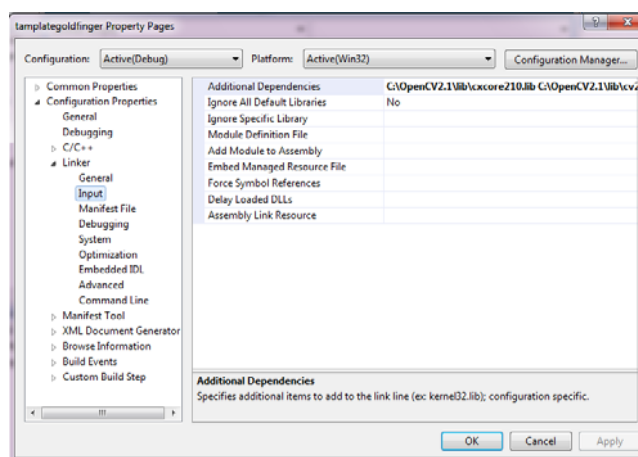 tamplategoldfinger Property Pages
Configuration: Active(Debug) Platform: Active(Win32) Configuration Manager...
Common Properties
Configuration Properties
General
Debugging
C/C++
Linker
General
Input
Manifest File
Debugging
System
Optimization
Embedded IDL
Advanced
Command Line
Manifest Tool
XML Document Generator
Browse Information
Build Events
Custom Build Step
Additional Dependencies C:\OpenCV2.1\lib\cxcore210.lib C:\OpenCV2.1\lib\cv2
Ignore All Default Libraries No
Ignore Specific Library
Module Definition File
Add Module to Assembly
Embed Managed Resource File
Force Symbol References
Delay Loaded DLLs
Assembly Link Resource
Additional Dependencies
Specifies additional items to add to the link line (ex: kernel32.lib); configuration specific.
OK Cancel Apply